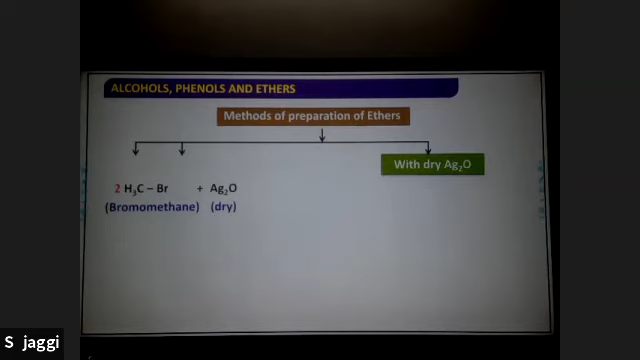 ALCOHOLS, PHENOLS AND ETHERS
Methods of preparation of Ethers
With dry Ag₂O
2 H₃C – Br + Ag₂O
(Bromomethane) (dry)
S jaggi